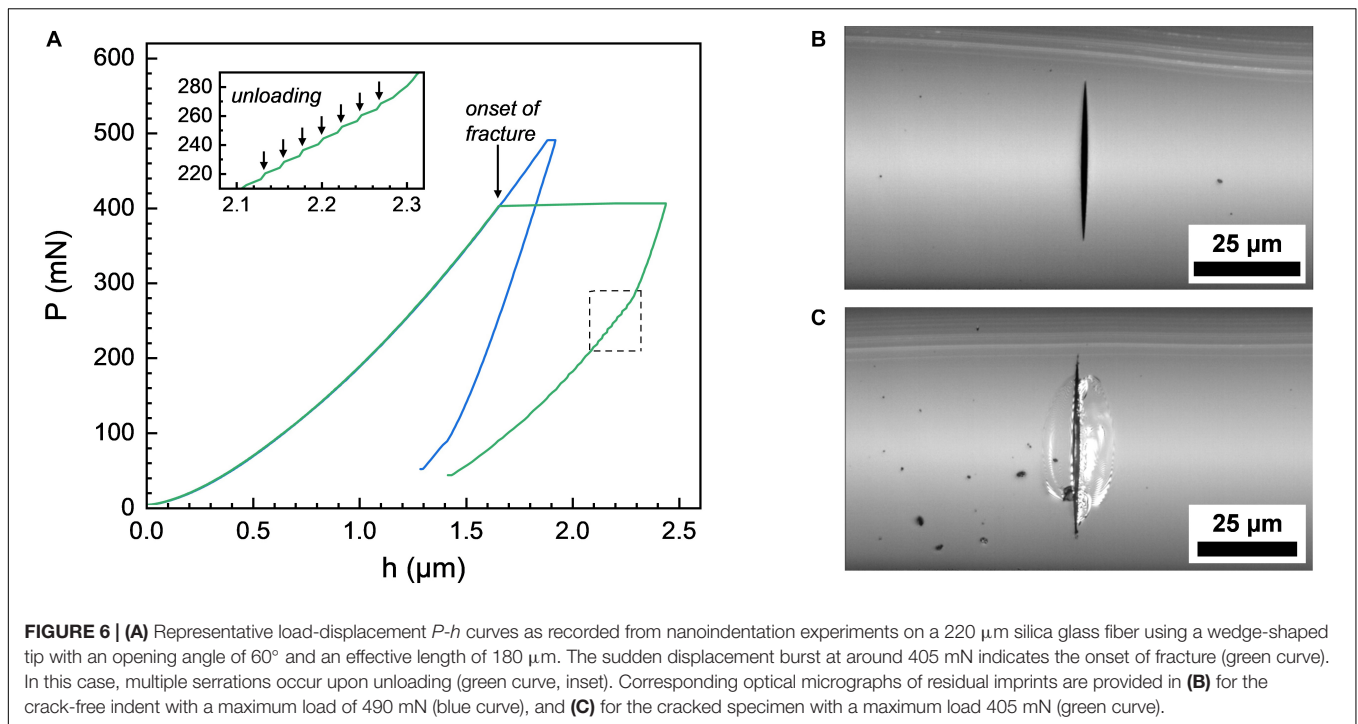 A
600
500
400
300
200
100
0
P (mN)
0.0 0.5 1.0 1.5 2.0 2.5
h (μm)
unloading
280
260
240
220
2.1 2.2 2.3
onset of
fracture
B
25 μm
C
25 μm
FIGURE 6 | (A) Representative load-displacement P-h curves as recorded from nanoindentation experiments on a 220 μm silica glass fiber using a wedge-shaped
tip with an opening angle of 60° and an effective length of 180 μm. The sudden displacement burst at around 405 mN indicates the onset of fracture (green curve).
In this case, multiple serrations occur upon unloading (green curve, inset). Corresponding optical micrographs of residual imprints are provided in (B) for the
crack-free indent with a maximum load of 490 mN (blue curve), and (C) for the cracked specimen with a maximum load 405 mN (green curve).